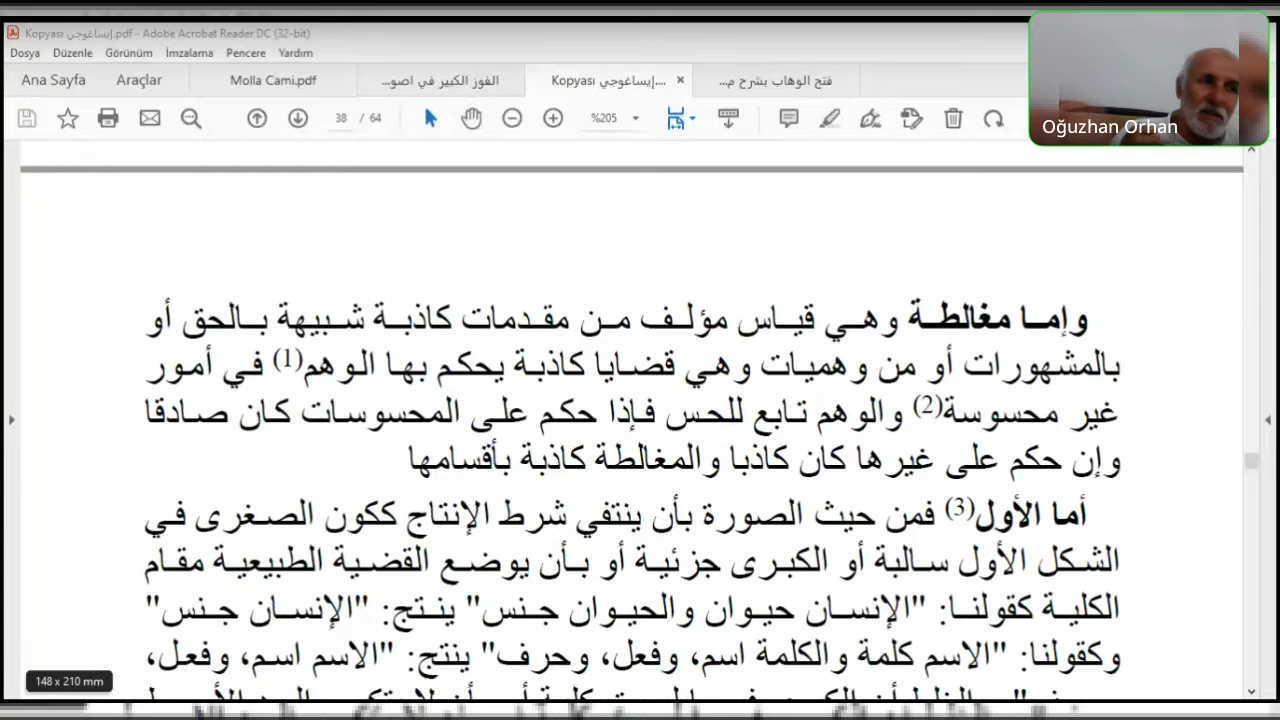 Kopyası إيساغوجي.pdf - Adobe Acrobat Reader DC (32-bit)
Dosya Düzenle Görünüm İmzalama Pencere Yardım
Ana Sayfa Araçlar Molla Cami.pdf الفوز الكبير في اصو... Kopyası إيساغوجي.... × فتح الوهاب بشرح م...
38 / 64 %205
Oğuzhan Orhan
وإما مغالطة وهي قياس مؤلف من مقدمات كاذبة شبيهة بالحق أو
بالمشهورات أو من وهميات وهي قضايا كاذبة يحكم بها الوهم(1) في أمور
غير محسوسة(2) والوهم تابع للحس فإذا حكم على المحسوسات كان صادقا
وإن حكم على غيرها كان كاذبا والمغالطة كاذبة بأقسامها
أما الأول(3) فمن حيث الصورة بأن ينتفي شرط الإنتاج ككون الصغرى في
الشكل الأول سالبة أو الكبرى جزئية أو بأن يوضع القضية الطبيعية مقام
الكلية كقولنا: "الإنسان حيوان والحيوان جنس" ينتج: "الإنسان جنس"
وكقولنا: "الاسم كلمة والكلمة اسم، وفعل، وحرف" ينتج: "الاسم اسم، وفعل،
148 x 210 mm